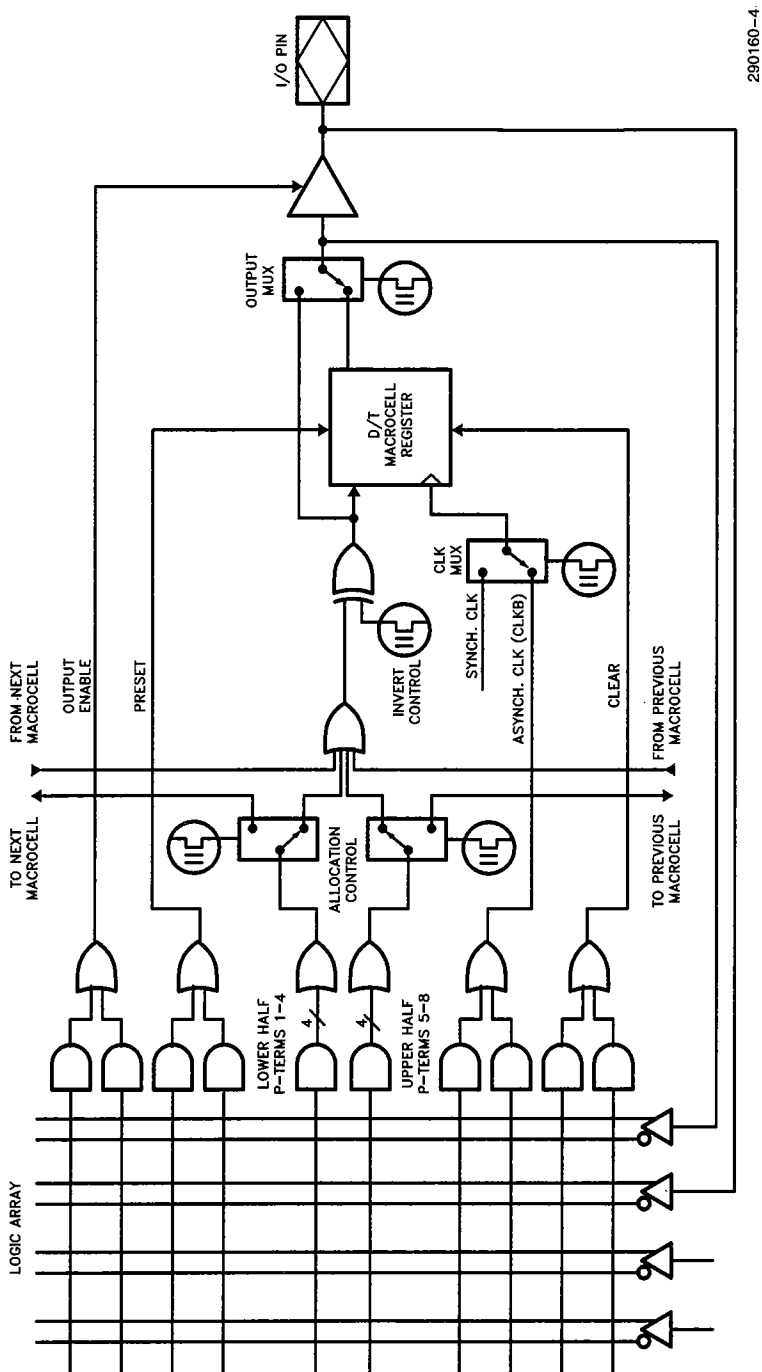 LOGIC ARRAY
LOWER HALF
P-TERMS 1-4
4
UPPER HALF
P-TERMS 5-8
4
TO NEXT
MACROCELL
FROM NEXT
MACROCELL
OUTPUT
ENABLE
PRESET
ALLOCATION
CONTROL
TO PREVIOUS
MACROCELL
FROM PREVIOUS
MACROCELL
INVERT
CONTROL
SYNCH. CLK
ASYNCH. CLK (CLKB)
CLEAR
CLK
MUX
D/T
MACROCELL
REGISTER
OUTPUT
MUX
I/O PIN
290160-4